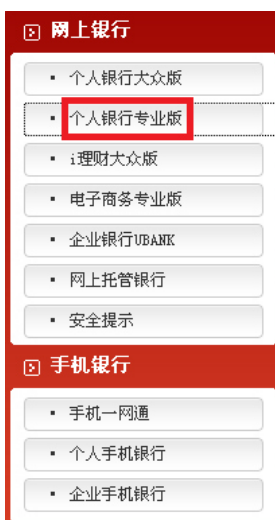 网上银行
个人银行大众版
个人银行专业版
i理财大众版
电子商务专业版
企业银行UBANK
网上托管银行
安全提示
手机银行
手机一网通
个人手机银行
企业手机银行